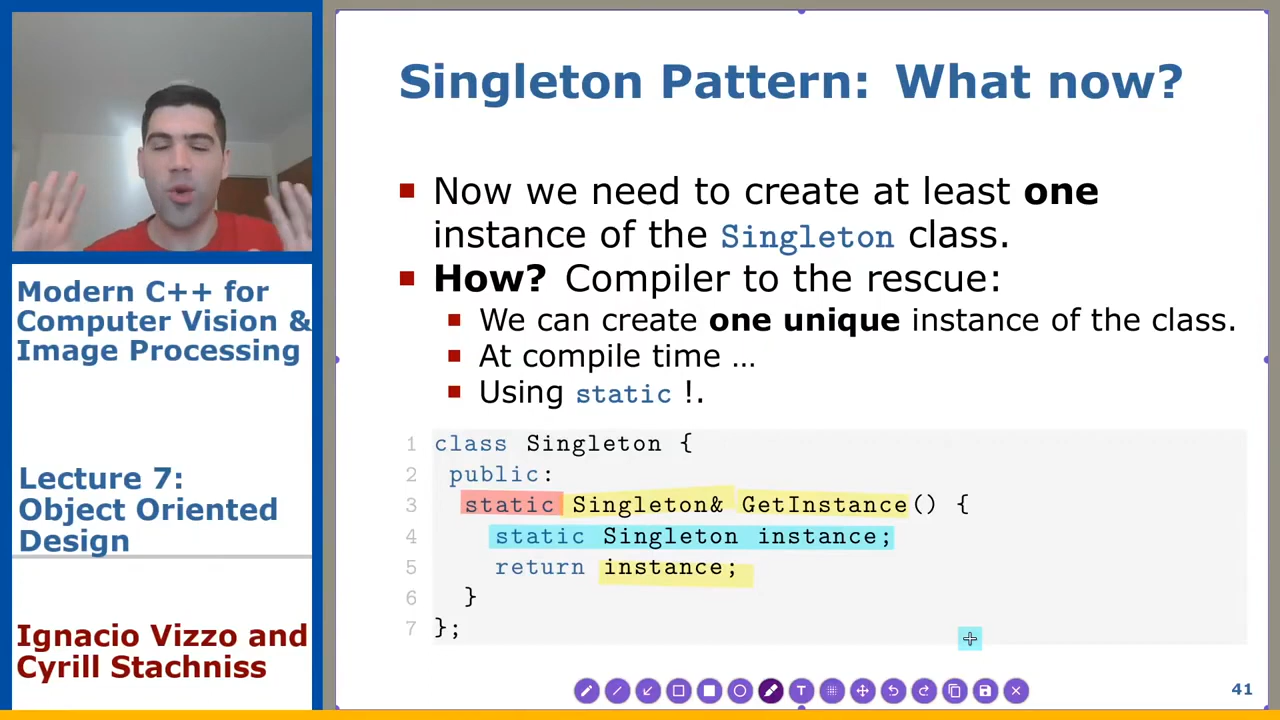 Singleton Pattern: What now?
Now we need to create at least one
instance of the Singleton class.
How? Compiler to the rescue:
We can create one unique instance of the class.
At compile time …
Using static !.
1 class Singleton {
2 public:
3 static Singleton& GetInstance() {
4 static Singleton instance;
5 return instance;
6 }
7 };
Modern C++ for
Computer Vision &
Image Processing
Lecture 7:
Object Oriented
Design
Ignacio Vizzo and
Cyrill Stachniss
T
41